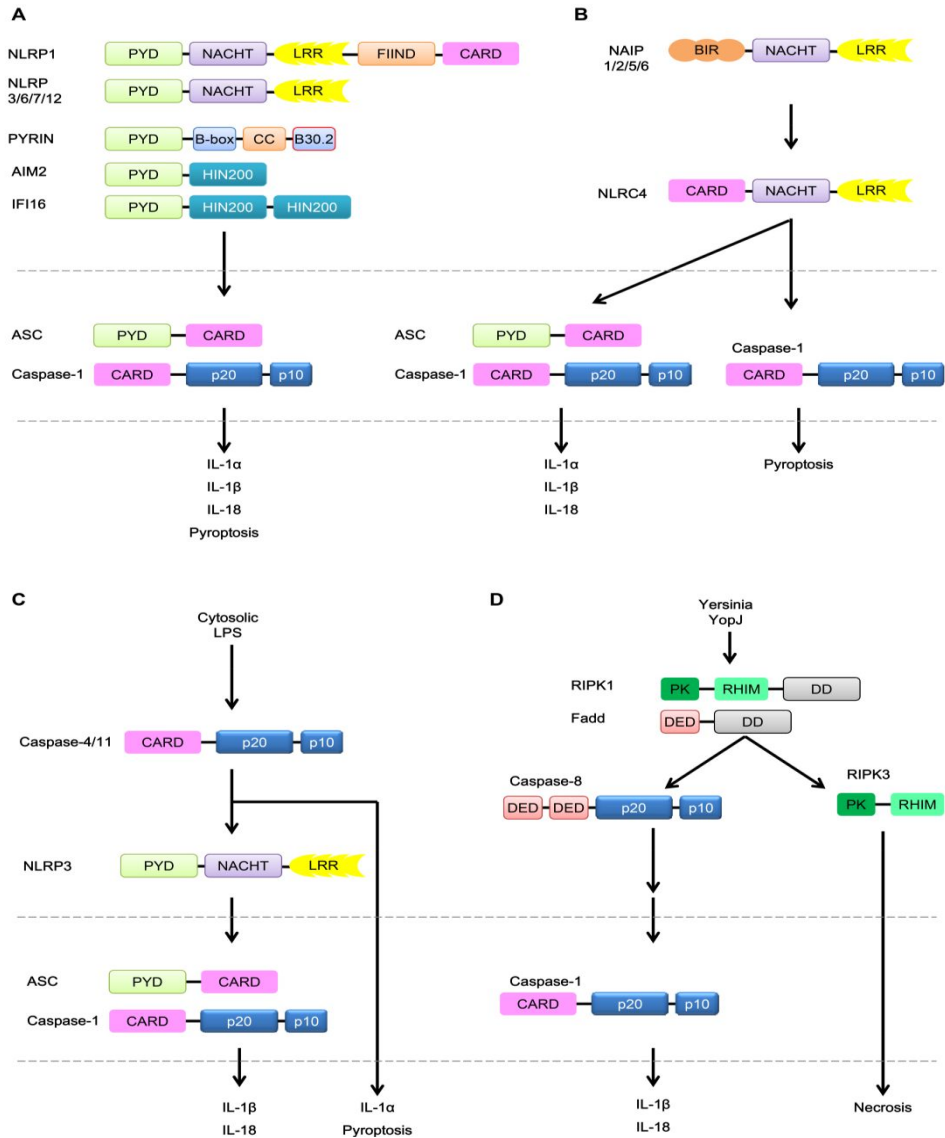 A
NLRP1 PYD NACHT LRR FIIND CARD
NLRP
3/6/7/12 PYD NACHT LRR
PYRIN PYD B-box CC B30.2
AIM2 PYD HIN200
IFI16 PYD HIN200 HIN200
ASC PYD CARD
Caspase-1 CARD p20 p10
IL-1α
IL-1β
IL-18
Pyroptosis
B
NAIP
1/2/5/6 BIR NACHT LRR
NLRC4 CARD NACHT LRR
ASC PYD CARD
Caspase-1 CARD p20 p10
IL-1α
IL-1β
IL-18
Caspase-1
CARD p20 p10
Pyroptosis
C
Cytosolic
LPS
Caspase-4/11 CARD p20 p10
NLRP3 PYD NACHT LRR
ASC PYD CARD
Caspase-1 CARD p20 p10
IL-1β
IL-18
IL-1α
Pyroptosis
D
Yersinia
YopJ
RIPK1 PK RHIM DD
Fadd DED DD
Caspase-8
DED DED p20 p10
RIPK3
PK RHIM
Caspase-1
CARD p20 p10
IL-1β
IL-18
Necrosis